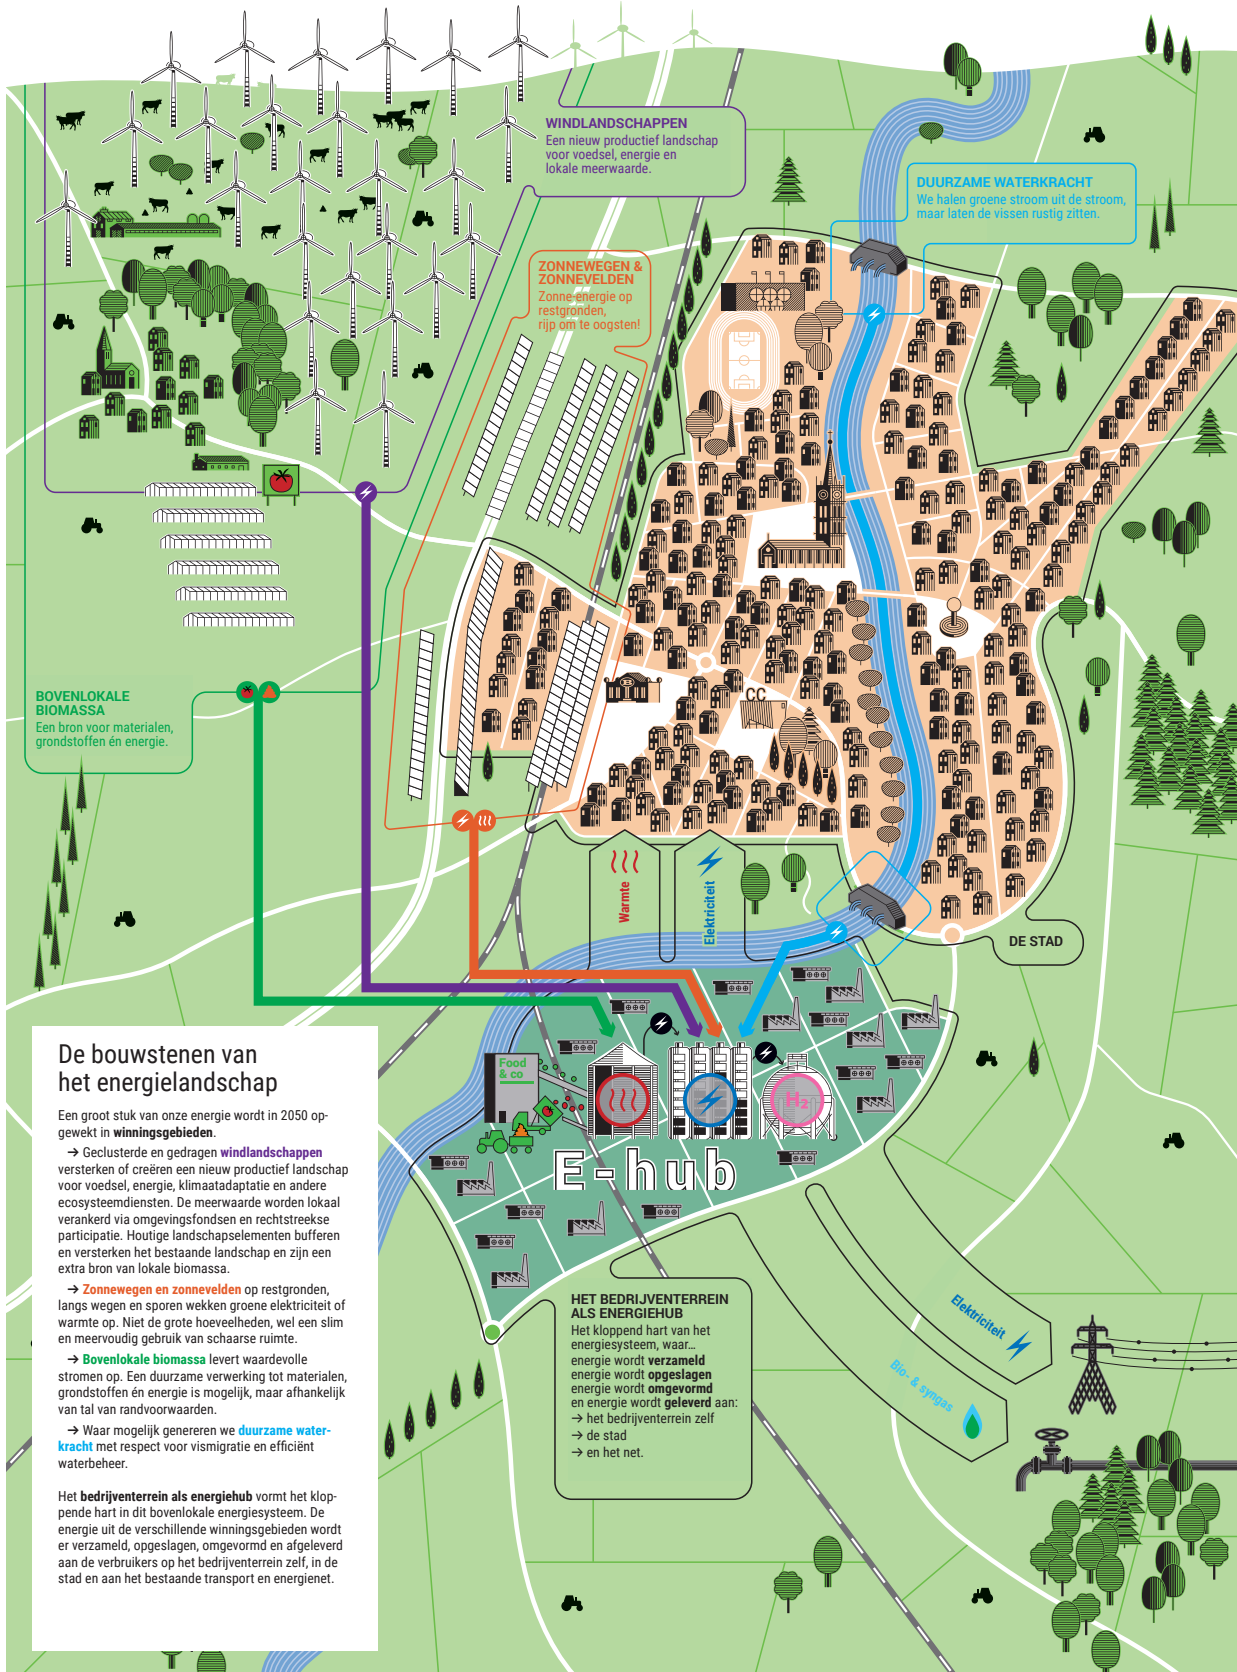 WINDLANDSCHAPPEN
Een nieuw productief landschap
voor voedsel, energie en
lokale meerwaarde.
DUURZAME WATERKRACHT
We halen groene stroom uit de stroom,
maar laten de vissen rustig zitten.
ZONNEWEGEN &
ZONNEVELDEN
Zonne-energie op
restgronden,
rijp om te oogsten!
BOVENLOKALE
BIOMASSA
Een bron voor materialen,
grondstoffen én energie.
B
CC
Warmte
Elektriciteit
DE STAD
Food
& co
H₂
E-hub
De bouwstenen van
het energielandschap
Een groot stuk van onze energie wordt in 2050 op-
gewekt in winningsgebieden.
→ Geclusterde en gedragen windlandschappen
versterken of creëren een nieuw productief landschap
voor voedsel, energie, klimaatadaptatie en andere
ecosysteemdiensten. De meerwaarde worden lokaal
verankerd via omgevingsfondsen en rechtstreekse
participatie. Houtige landschapselementen bufferen
en versterken het bestaande landschap en zijn een
extra bron van lokale biomassa.
→ Zonnewegen en zonnevelden op restgronden,
langs wegen en sporen wekken groene elektriciteit of
warmte op. Niet de grote hoeveelheden, wel een slim
en meervoudig gebruik van schaarse ruimte.
→ Bovenlokale biomassa levert waardevolle
stromen op. Een duurzame verwerking tot materialen,
grondstoffen én energie is mogelijk, maar afhankelijk
van tal van randvoorwaarden.
→ Waar mogelijk genereren we duurzame water-
kracht met respect voor vismigratie en efficiënt
waterbeheer.
Het bedrijventerrein als energiehub vormt het klop-
pende hart in dit bovenlokale energiesysteem. De
energie uit de verschillende winningsgebieden wordt
er verzameld, opgeslagen, omgevormd en afgeleverd
aan de verbruikers op het bedrijventerrein zelf, in de
stad en aan het bestaande transport en energienet.
HET BEDRIJVENTERREIN
ALS ENERGIEHUB
Het kloppend hart van het
energiesysteem, waar...
energie wordt verzameld
energie wordt opgeslagen
energie wordt omgevormd
en energie wordt geleverd aan:
→ het bedrijventerrein zelf
→ de stad
→ en het net.
Elektriciteit
Bio- & syngas